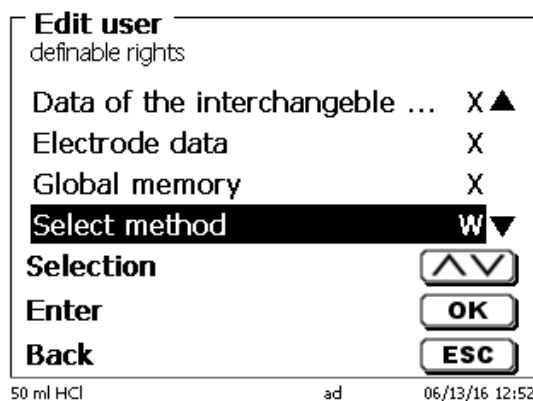 Edit user
definable rights
Data of the interchangeble ... X
Electrode data X
Global memory X
Select method W
Selection
Enter OK
Back ESC
50 ml HCl ad 06/13/16 12:52